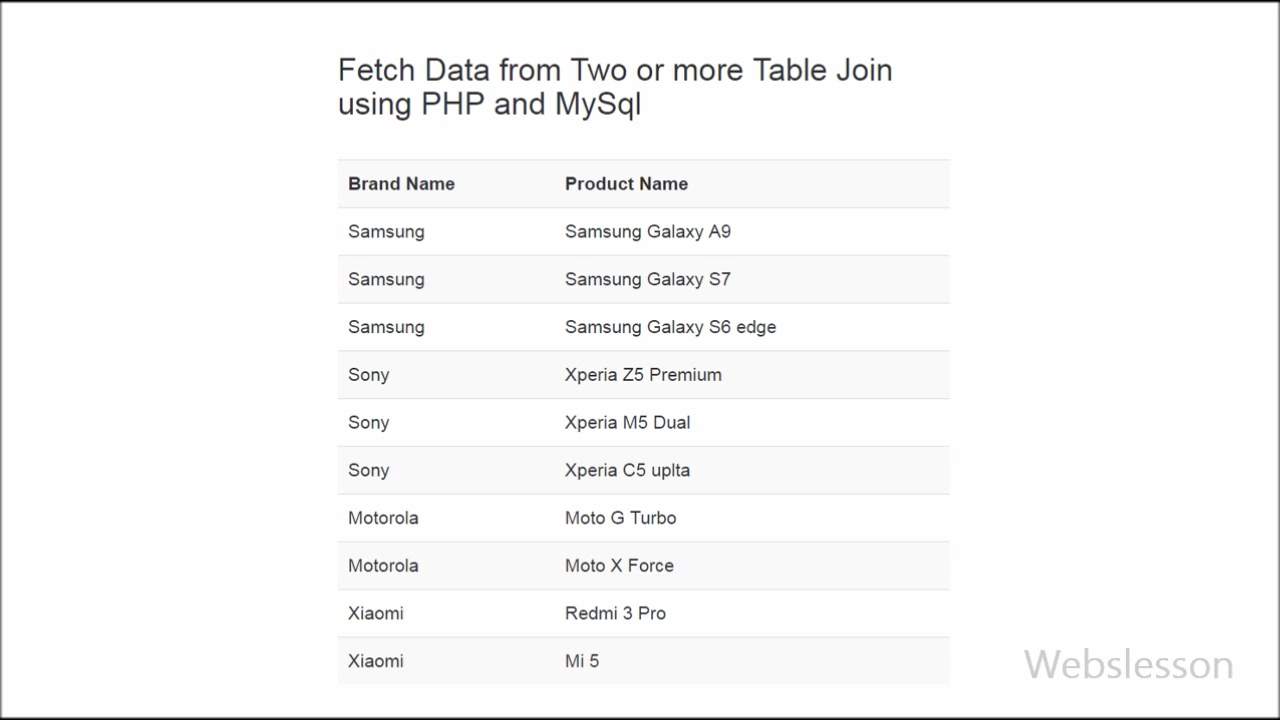 Fetch Data from Two or more Table Join
using PHP and MySql
Brand Name Product Name
Samsung Samsung Galaxy A9
Samsung Samsung Galaxy S7
Samsung Samsung Galaxy S6 edge
Sony Xperia Z5 Premium
Sony Xperia M5 Dual
Sony Xperia C5 uplta
Motorola Moto G Turbo
Motorola Moto X Force
Xiaomi Redmi 3 Pro
Xiaomi Mi 5
Webslesson